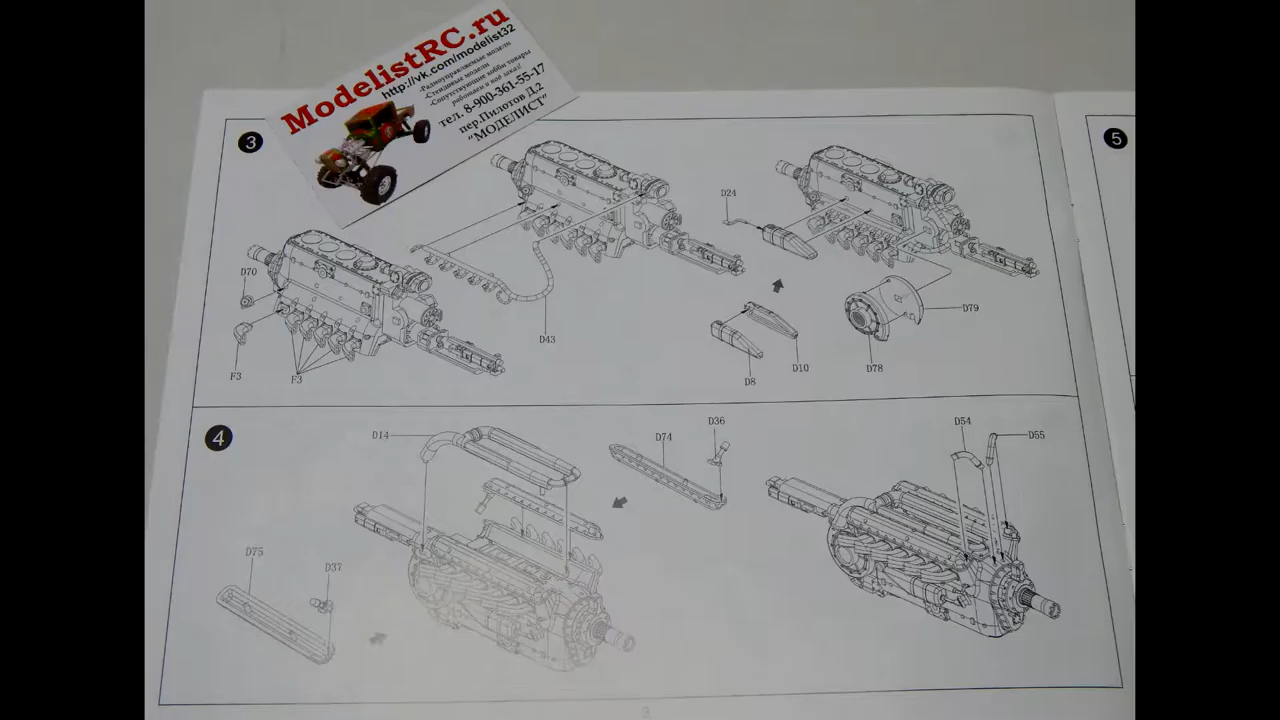 ModelistRC.ru
http://vk.com/modelist32
-Радиоуправляемые модели
-Стендовые модели
-Сопутствующие хобби товары
работаем и под заказ!
тел. 8-900-361-55-17
пер.Пилотов Д.2
"МОДЕЛИСТ"
3
5
D70
F3
F3
D43
D24
D79
D78
D10
D8
4
D14
D74
D36
D54
D55
D75
D37
3